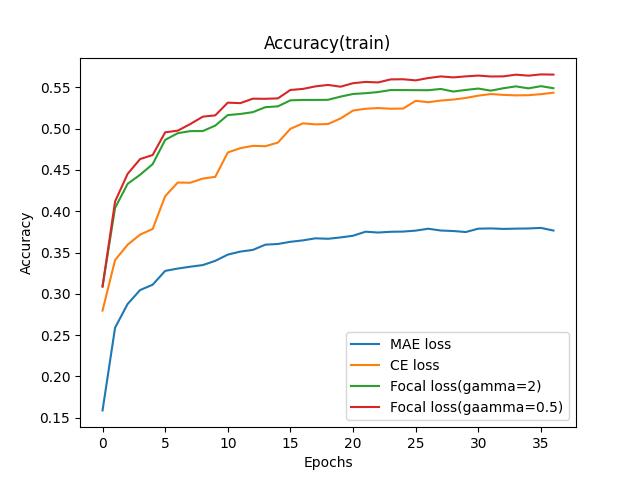 Accuracy(train)
0.55
0.50
0.45
0.40
0.35
0.30
0.25
0.20
0.15
Accuracy
MAE loss
CE loss
Focal loss(gamma=2)
Focal loss(gaamma=0.5)
0 5 10 15 20 25 30 35
Epochs